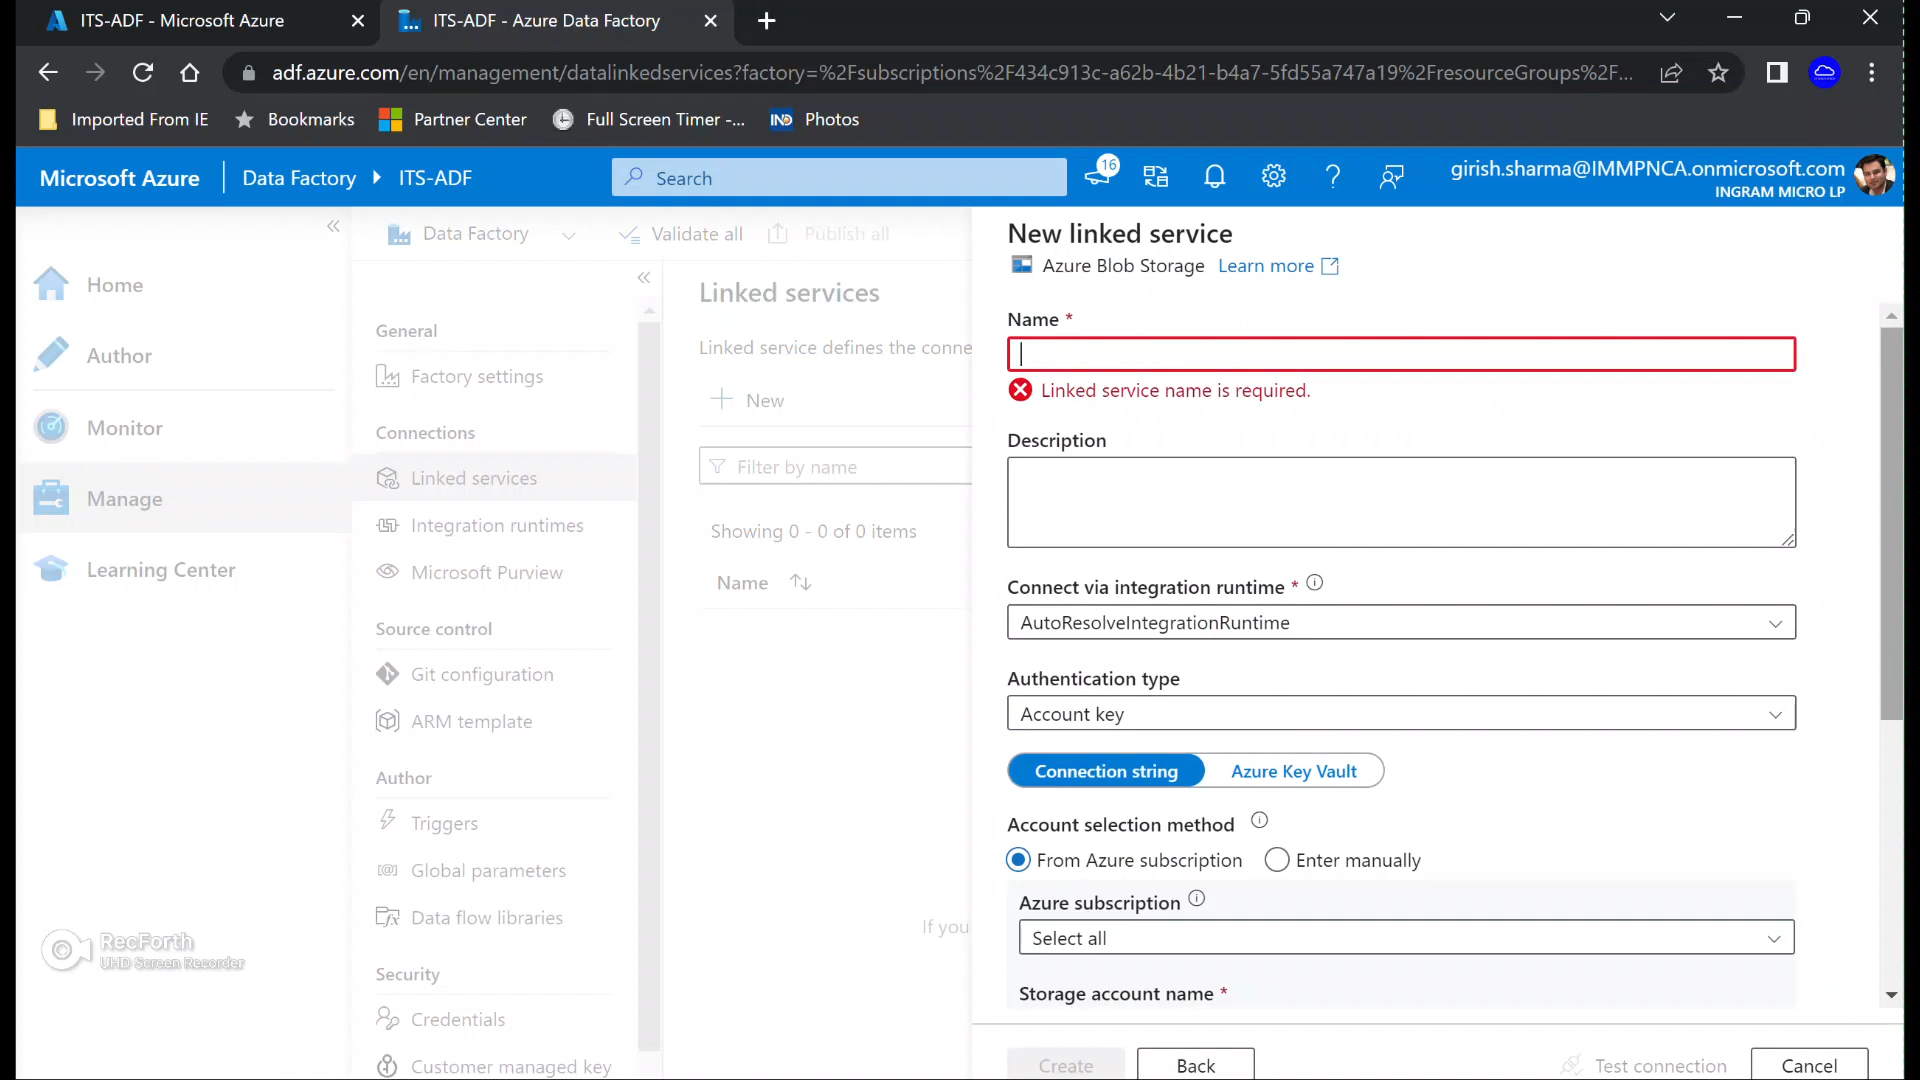 ITS-ADF - Microsoft Azure
ITS-ADF - Azure Data Factory
adf.azure.com/en/management/datalinkedservices?factory=%2Fsubscriptions%2F434c913c-a62b-4b21-b4a7-5fd55a747a19%2FresourceGroups%2F...
Imported From IE
Bookmarks
Partner Center
Full Screen Timer -...
IND
Photos
Microsoft Azure
Data Factory
ITS-ADF
Search
16
girish.sharma@IMMPNCA.onmicrosoft.com
INGRAM MICRO LP
Home
Author
Monitor
Manage
Learning Center
Data Factory
Validate all
Publish all
General
Factory settings
Connections
Linked services
Integration runtimes
Microsoft Purview
Source control
Git configuration
ARM template
Author
Triggers
Global parameters
Data flow libraries
Security
Credentials
Customer managed key
Linked services
Linked service defines the conne
New
Filter by name
Showing 0 - 0 of 0 items
Name
If you
New linked service
Azure Blob Storage Learn more
Name *
Linked service name is required.
Description
Connect via integration runtime *
AutoResolveIntegrationRuntime
Authentication type
Account key
Connection string
Azure Key Vault
Account selection method
From Azure subscription
Enter manually
Azure subscription
Select all
Storage account name *
Create
Back
Test connection
Cancel
RecForth
UHD Screen Recorder